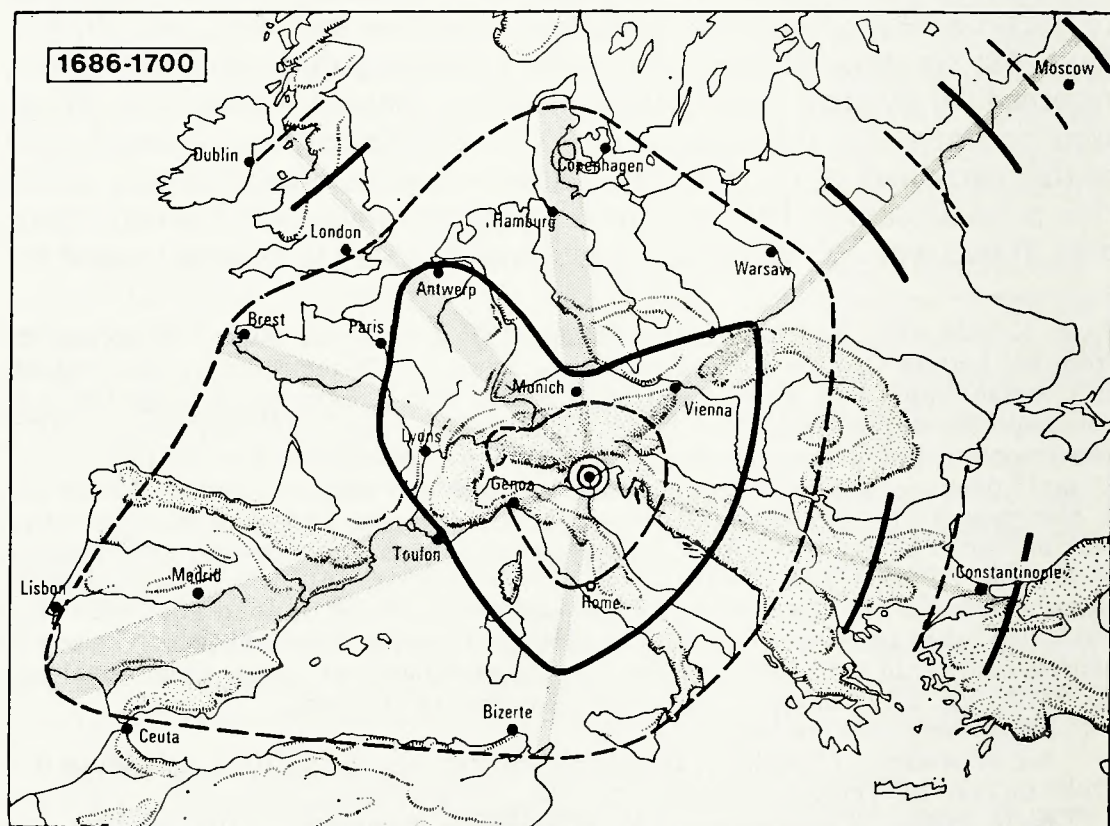 1686-1700
Moscow
Dublin
Copenhagen
Hamburg
London
Warsaw
Antwerp
Brest
Paris
Munich
Vienna
Lyons
Genoa
Toulon
Constantinople
Madrid
Lisbon
Rome
Bizerte
Ceuta